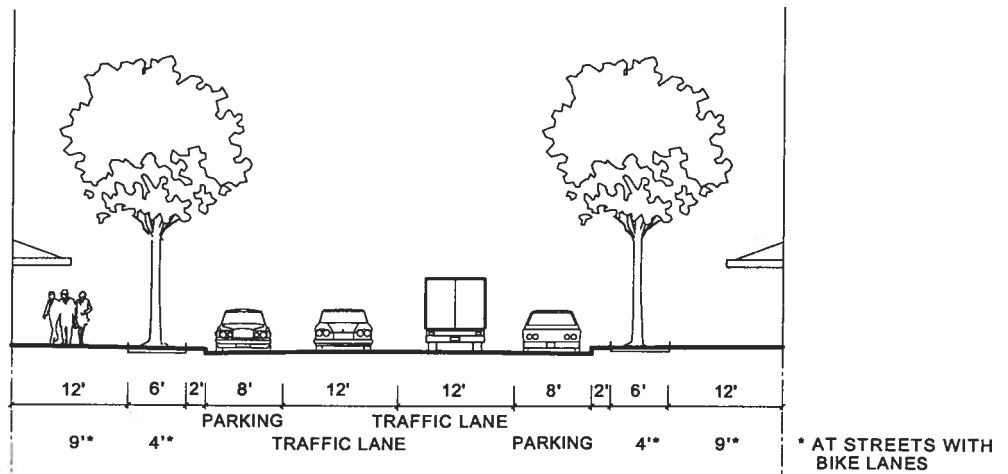 12' 6' 2' 8' 12' 12' 8' 2' 6' 12'
PARKING TRAFFIC LANE
9'* 4'* TRAFFIC LANE PARKING 4'* 9'* * AT STREETS WITH
BIKE LANES